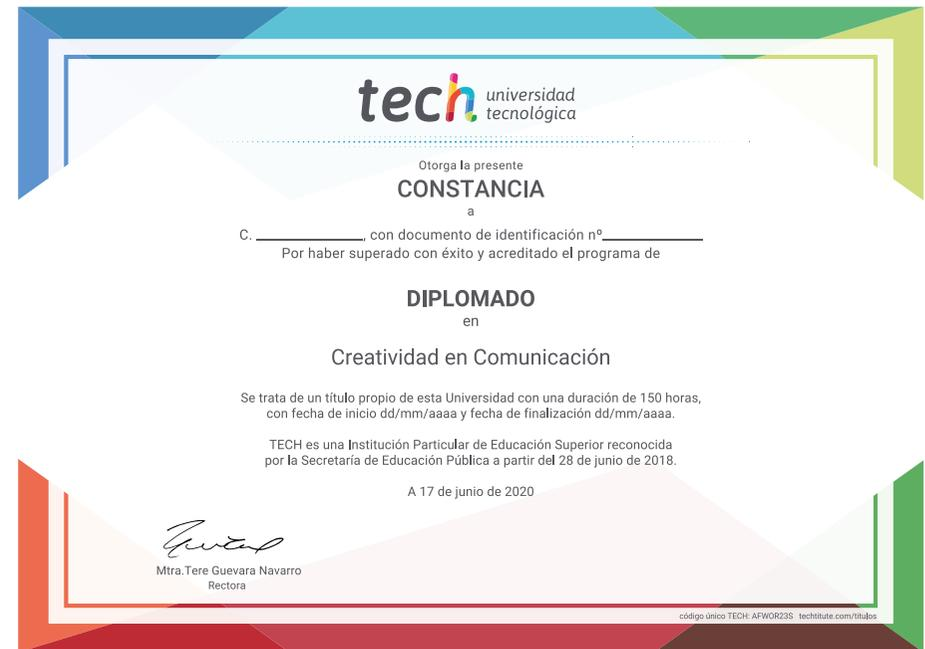 tech universidad
tecnológica
Otorga la presente
CONSTANCIA
a
C. ____________, con documento de identificación nº____________
Por haber superado con éxito y acreditado el programa de
DIPLOMADO
en
Creatividad en Comunicación
Se trata de un título propio de esta Universidad con una duración de 150 horas,
con fecha de inicio dd/mm/aaaa y fecha de finalización dd/mm/aaaa.
TECH es una Institución Particular de Educación Superior reconocida
por la Secretaría de Educación Pública a partir del 28 de junio de 2018.
A 17 de junio de 2020
Mtra.Tere Guevara Navarro
Rectora
código único TECH: AFWOR23S techtitute.com/titulos